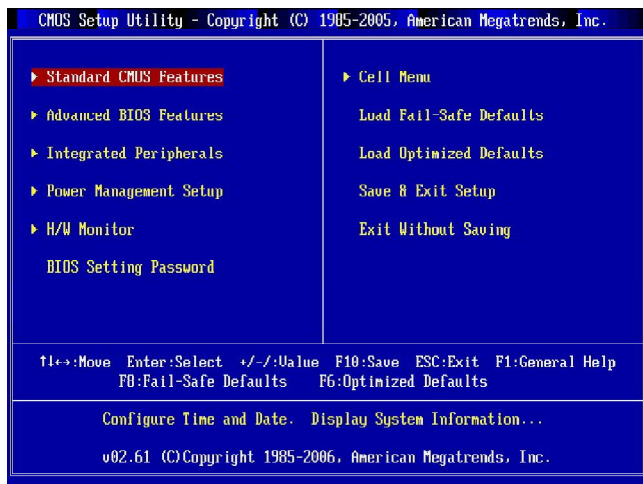 CMOS Setup Utility - Copyright (C) 1985-2005, American Megatrends, Inc.
Standard CMOS Features
Advanced BIOS Features
Integrated Peripherals
Power Management Setup
H/W Monitor
BIOS Setting Password
Cell Menu
Load Fail-Safe Defaults
Load Optimized Defaults
Save & Exit Setup
Exit Without Saving
↑↓↔:Move Enter:Select +/-/:Value F10:Save ESC:Exit F1:General Help
F8:Fail-Safe Defaults F6:Optimized Defaults
Configure Time and Date. Display System Information...
v02.61 (C)Copyright 1985-2006, American Megatrends, Inc.